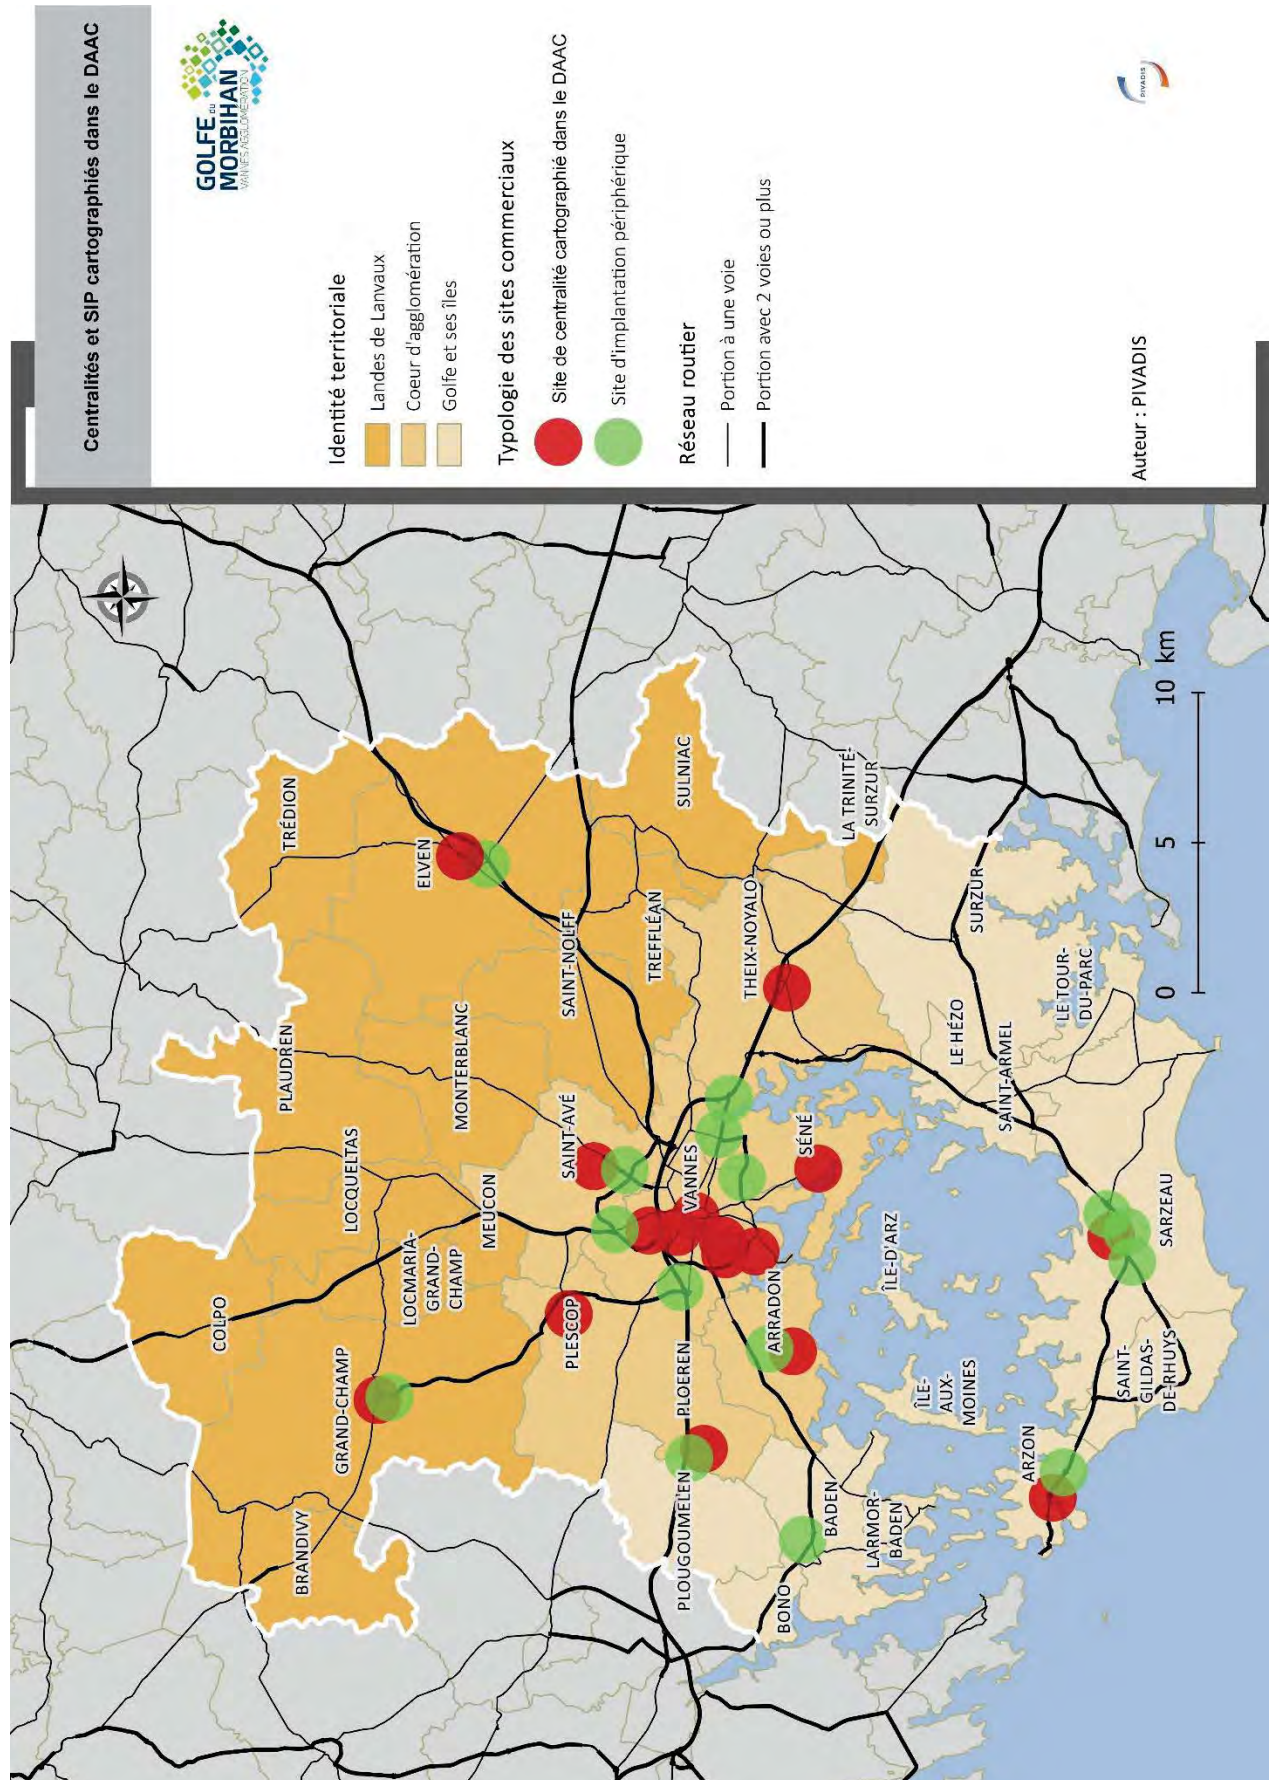 Centralités et SIP cartographiés dans le DAAC
GOLFE du
MORBIHAN
VANNES AGGLOMÉRATION
Identité territoriale
Landes de Lanvaux
Coeur d'agglomération
Golfe et ses îles
Typologie des sites commerciaux
Site de centralité cartographié dans le DAAC
Site d'implantation périphérique
Réseau routier
Portion à une voie
Portion avec 2 voies ou plus
Auteur : PIVADIS
PIVADIS
TRÉDION
PLAUDREN
COLPO
LOCQUELTAS
GRAND-CHAMP
BRANDIVY
LOCMARIA-
GRAND-
CHAMP
ELVEN
MONTERBLANC
MEUCON
SAINT-AVÉ
SAINT-NOLFF
PLESCOP
TREFFLÉAN
SULNIAC
VANNES
PLOEREN
PLOUGOUMELEN
THEIX-NOYALO
ARRADON
SÉNÉ
BONO
BADEN
LA TRINITÉ-
SURZUR
LARMOR-
BADEN
ÎLE-D'ARZ
ÎLE-
AUX-
MOINES
LE HÉZO
SURZUR
SAINT-ARMEL
LE TOUR-
DU-PARC
ARZON
SAINT-
GILDAS-
DE-RHUYS
SARZEAU
0 5 10 km